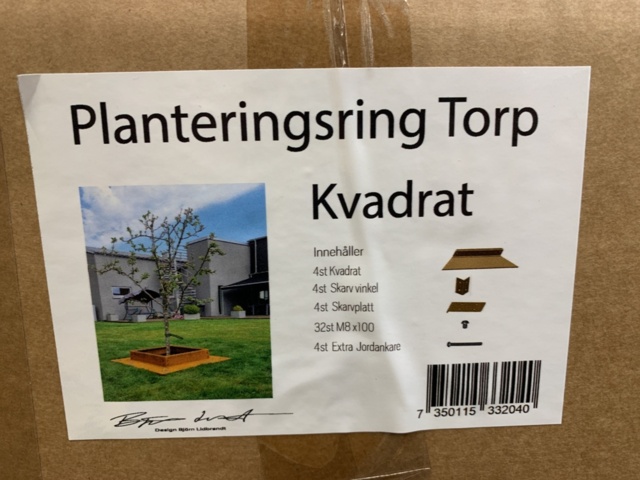 Planteringsring Torp
Kvadrat
Innehåller
4st Kvadrat
4st Skarv vinkel
4st Skarvplatt
32st M8 x100
4st Extra Jordankare
Design Björn Lidbrandt
7 350115 332040